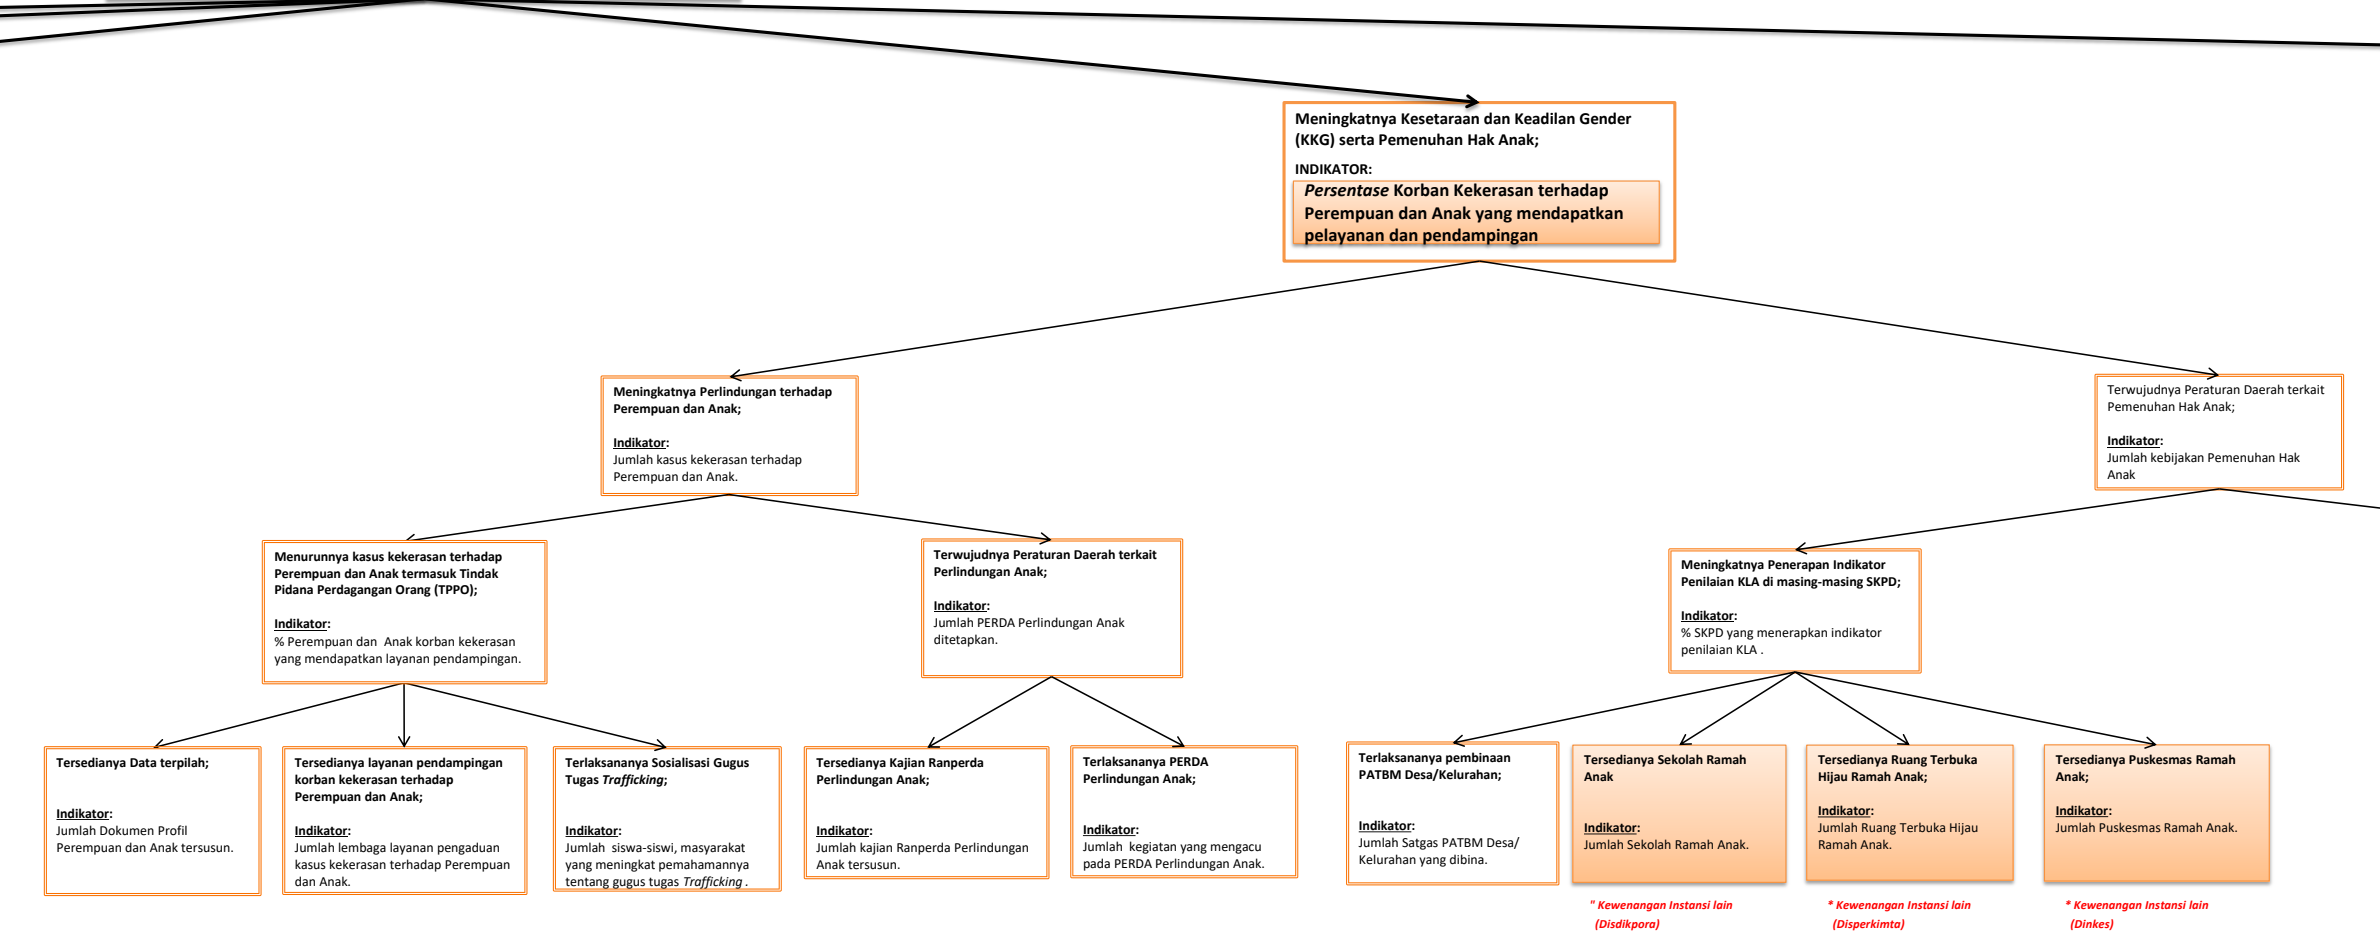 Meningkatnya Kesetaraan dan Keadilan Gender
(KKG) serta Pemenuhan Hak Anak;
INDIKATOR:
Persentase Korban Kekerasan terhadap
Perempuan dan Anak yang mendapatkan
pelayanan dan pendampingan
Meningkatnya Perlindungan terhadap
Perempuan dan Anak;
Indikator:
Jumlah kasus kekerasan terhadap
Perempuan dan Anak.
Terwujudnya Peraturan Daerah terkait
Pemenuhan Hak Anak;
Indikator:
Jumlah kebijakan Pemenuhan Hak
Anak
Menurunnya kasus kekerasan terhadap
Perempuan dan Anak termasuk Tindak
Pidana Perdagangan Orang (TPPO);
Indikator:
% Perempuan dan  Anak korban kekerasan
yang mendapatkan layanan pendampingan.
Terwujudnya Peraturan Daerah terkait
Perlindungan Anak;
Indikator:
Jumlah PERDA Perlindungan Anak
ditetapkan.
Meningkatnya Penerapan Indikator
Penilaian KLA di masing-masing SKPD;
Indikator:
% SKPD yang menerapkan indikator
penilaian KLA .
Tersedianya Data terpilah;
Indikator:
Jumlah Dokumen Profil
Perempuan dan Anak tersusun.
Tersedianya layanan pendampingan
korban kekerasan terhadap
Perempuan dan Anak;
Indikator:
Jumlah lembaga layanan pengaduan
kasus kekerasan terhadap Perempuan
dan Anak.
Terlaksananya Sosialisasi Gugus
Tugas Trafficking;
Indikator:
Jumlah  siswa-siswi, masyarakat
yang meningkat pemahamannya
tentang gugus tugas Trafficking .
Tersedianya Kajian Ranperda
Perlindungan Anak;
Indikator:
Jumlah kajian Ranperda Perlindungan
Anak tersusun.
Terlaksananya PERDA
Perlindungan Anak;
Indikator:
Jumlah  kegiatan yang mengacu
pada PERDA Perlindungan Anak.
Terlaksananya pembinaan
PATBM Desa/Kelurahan;
Indikator:
Jumlah Satgas PATBM Desa/
Kelurahan yang dibina.
Tersedianya Sekolah Ramah
Anak
Indikator:
Jumlah Sekolah Ramah Anak.
Tersedianya Ruang Terbuka
Hijau Ramah Anak;
Indikator:
Jumlah Ruang Terbuka Hijau
Ramah Anak.
Tersedianya Puskesmas Ramah
Anak;
Indikator:
Jumlah Puskesmas Ramah Anak.
" Kewenangan Instansi lain
(Disdikpora)
* Kewenangan Instansi lain
(Disperkimta)
* Kewenangan Instansi lain
(Dinkes)